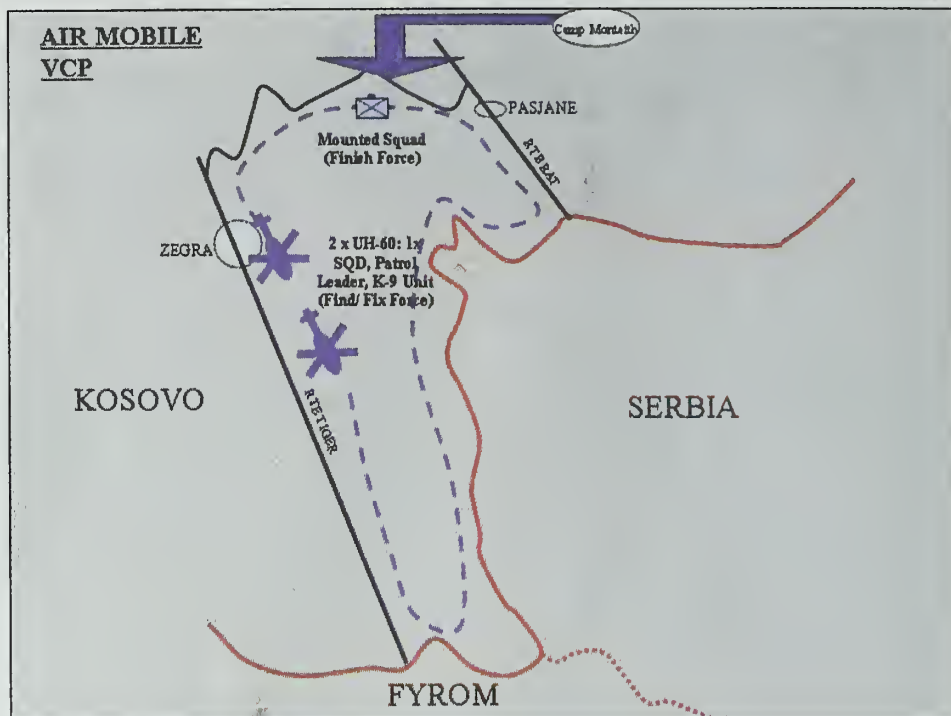 AIR MOBILE
VCP
Camp Monteith
PASJANE
Mounted Squad
(Finish Force)
RTE RAT
ZEGRA
2 x UH-60: 1x
SQD, Patrol
Leader, K-9 Unit
(Find/ Fix Force)
RTE TIGER
KOSOVO
SERBIA
FYROM